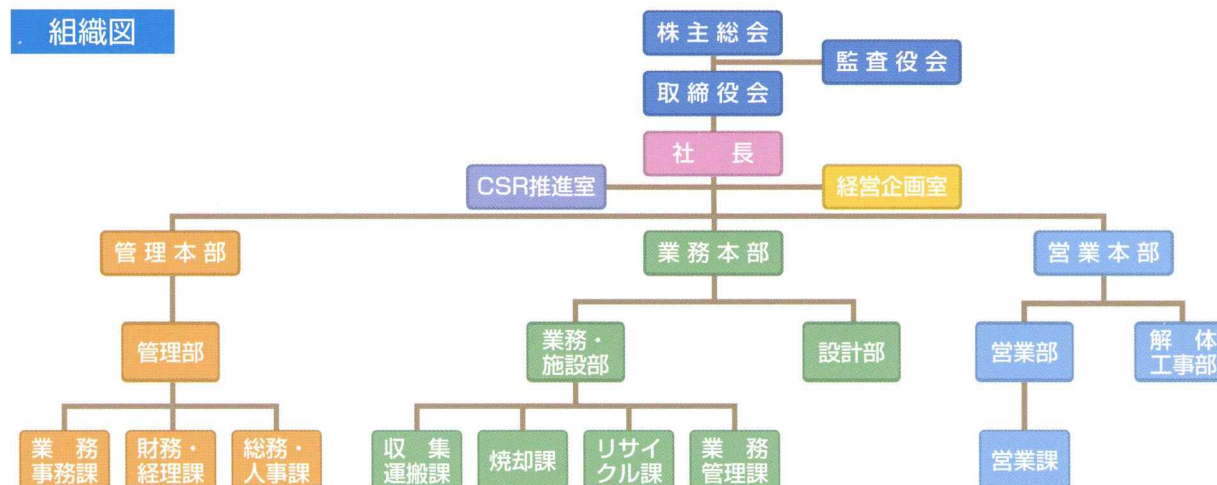 組織図
株主総会
監査役会
取締役会
社長
CSR推進室
経営企画室
管理本部
業務本部
営業本部
管理部
業務・
施設部
設計部
営業部
解体
工事部
業務
事務課
財務・
経理課
総務・
人事課
収集
運搬課
焼却課
リサイ
クル課
業務
管理課
営業課